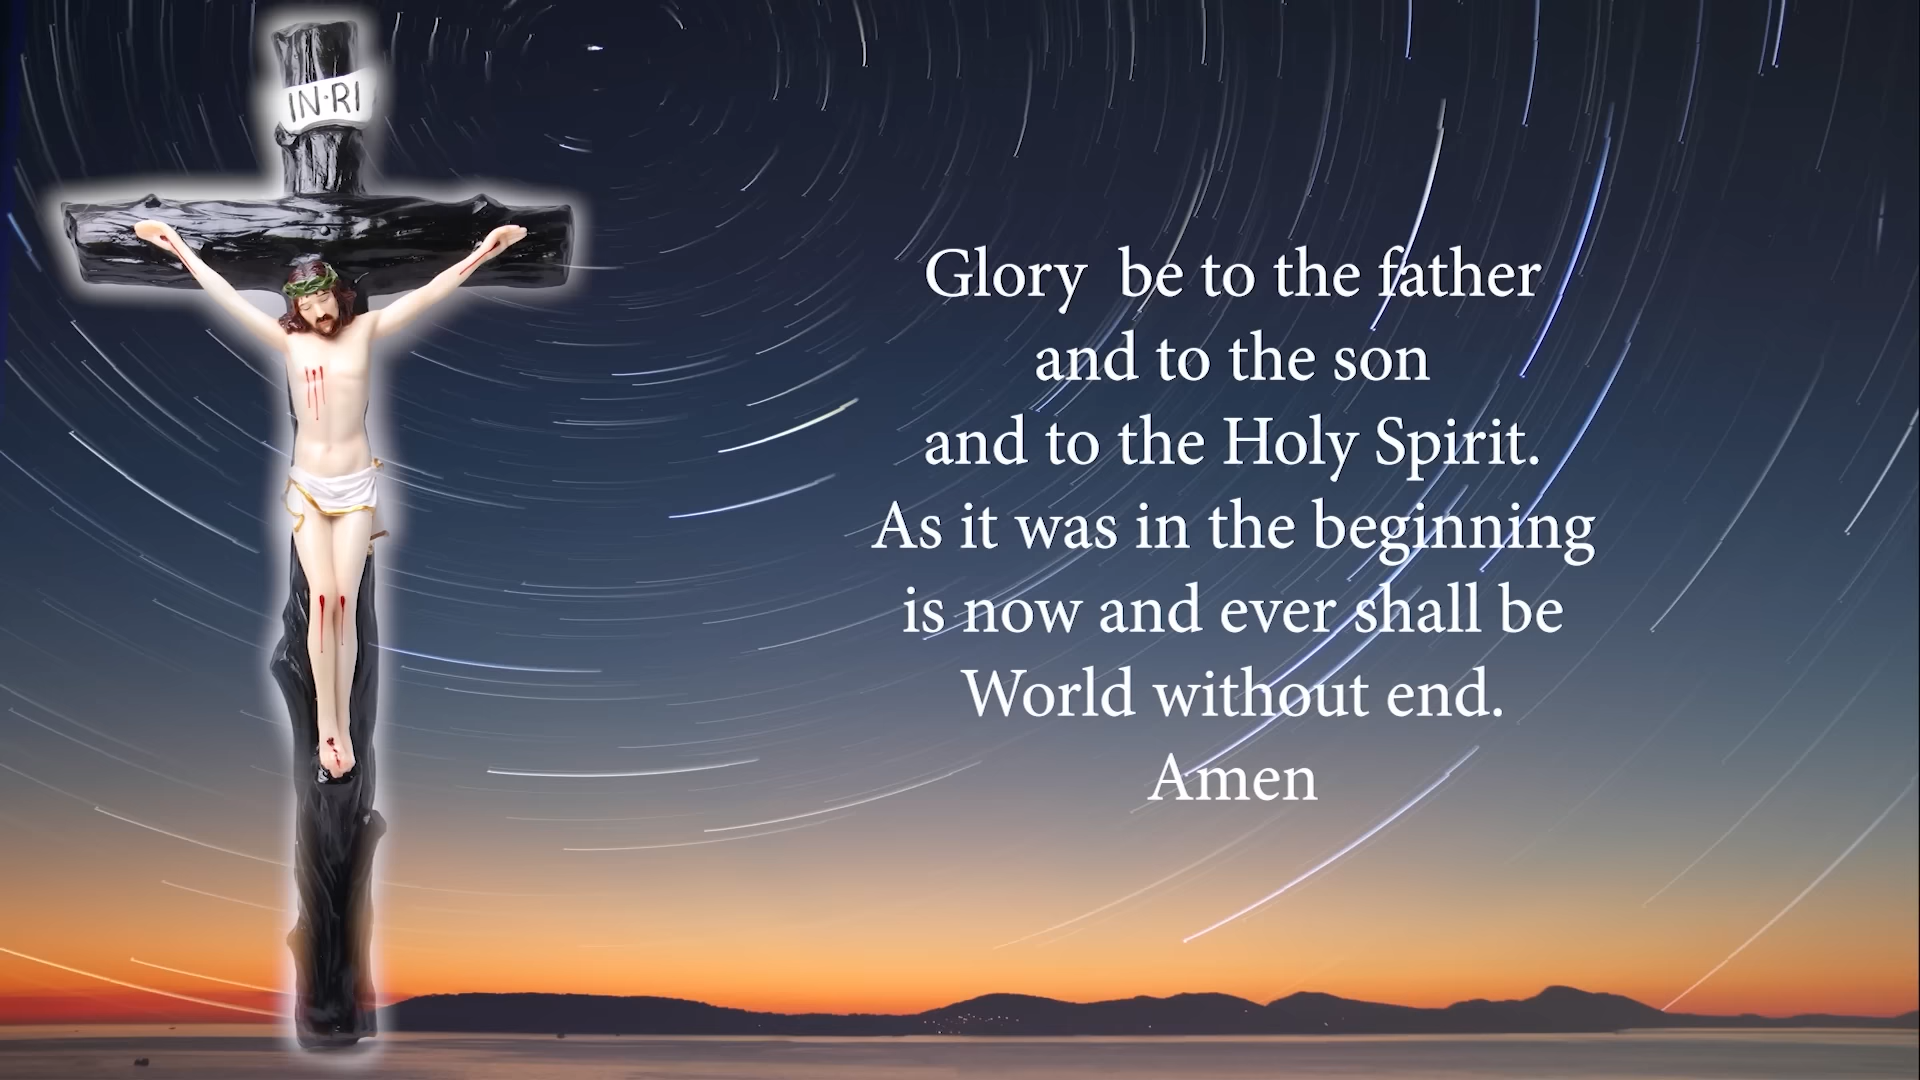 IN·RI
Glory be to the father
and to the son
and to the Holy Spirit.
As it was in the beginning
is now and ever shall be
World without end.
Amen